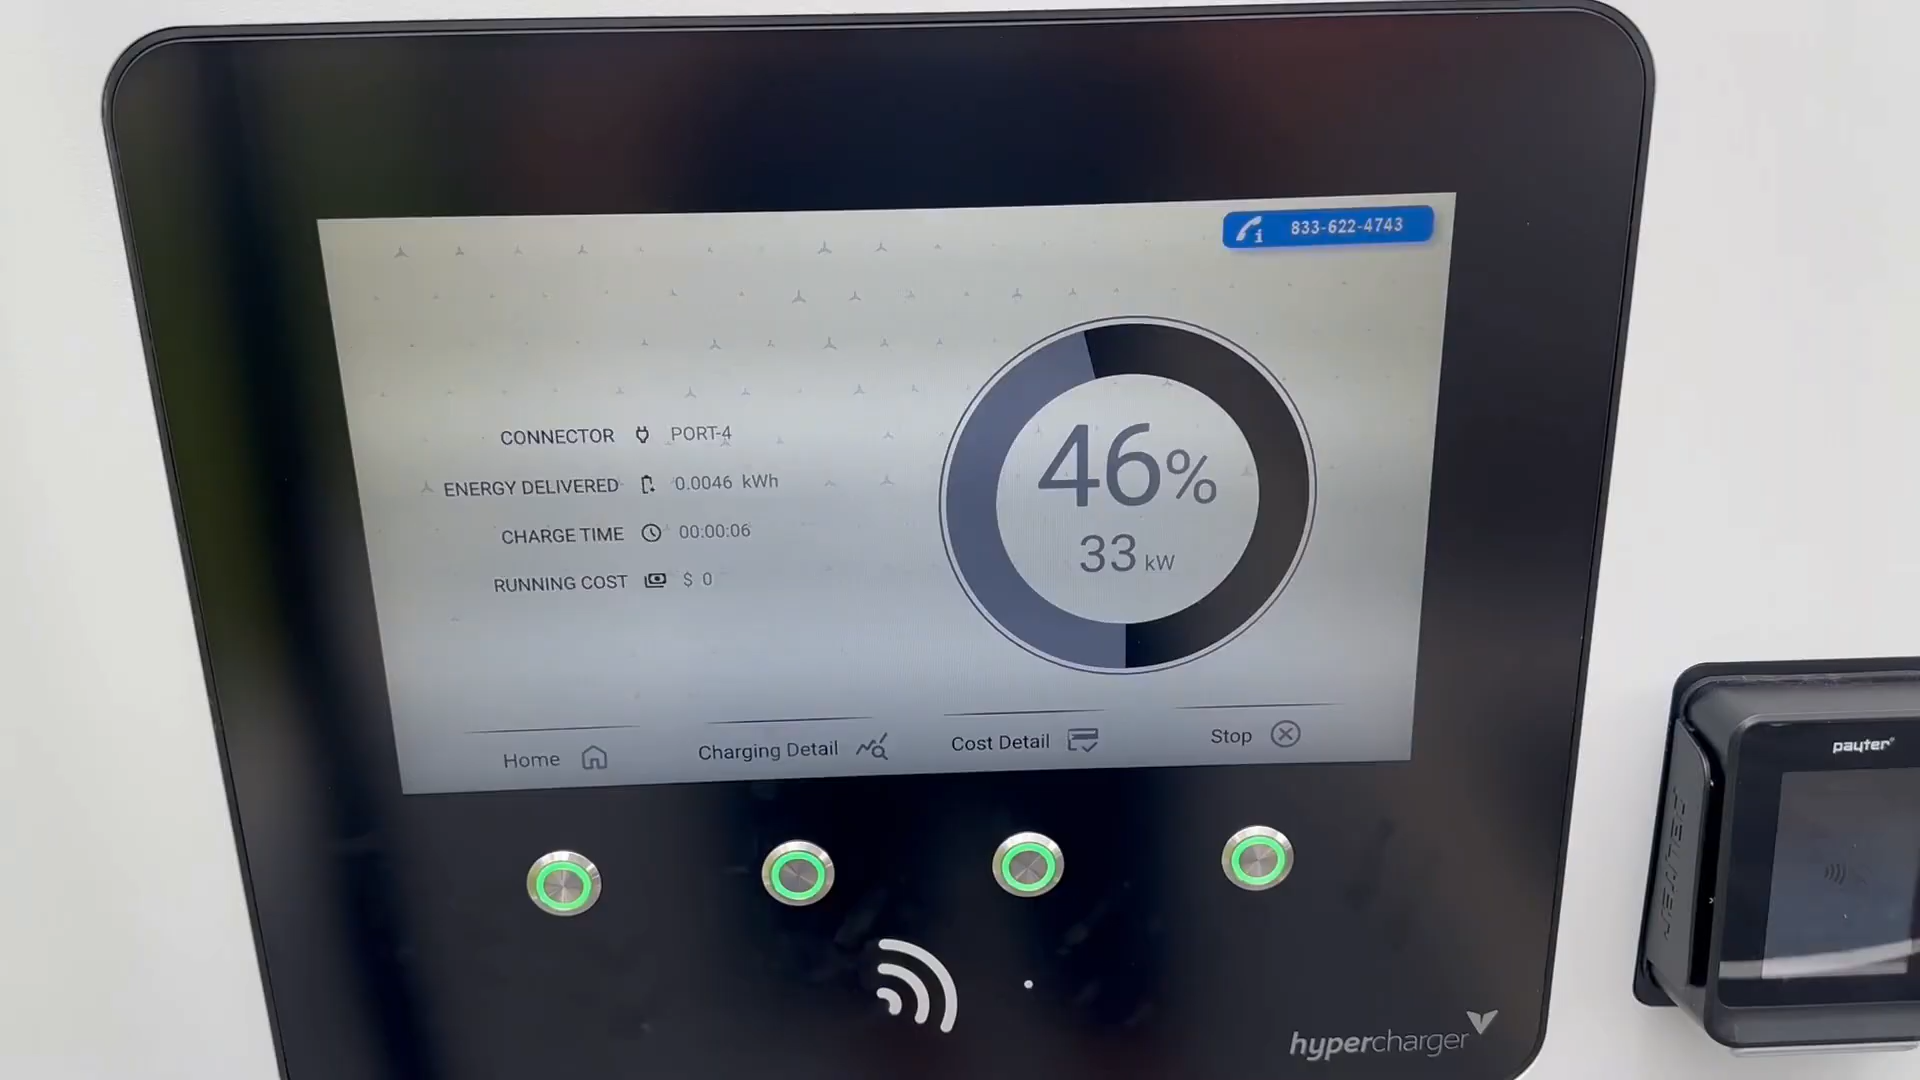 833-622-4743
CONNECTOR PORT-4
ENERGY DELIVERED 0.0046 kWh
CHARGE TIME 00:00:06
RUNNING COST $ 0
46%
33 kW
Home
Charging Detail
Cost Detail
Stop
payter
hypercharger